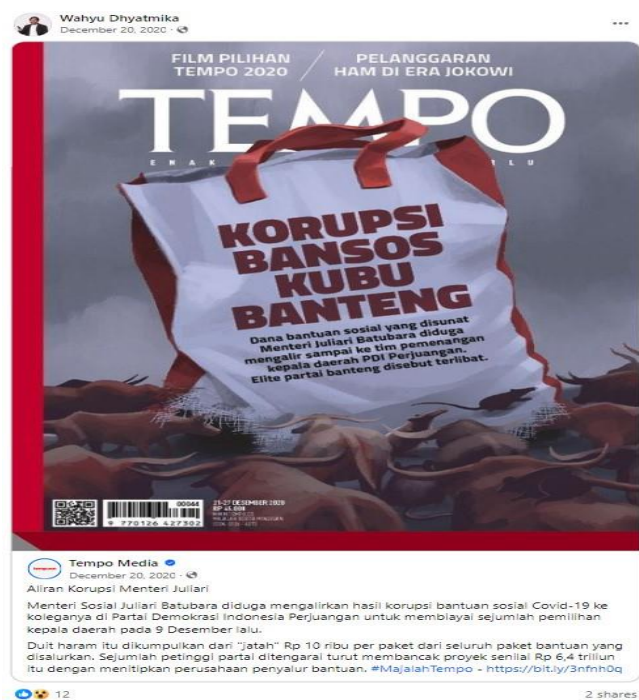 Wahyu Dhyatmika
December 20, 2020 ·
FILM PILIHAN
TEMPO 2020
PELANGGARAN
HAM DI ERA JOKOWI
TEMPO
ENAK
LU
KORUPSI
BANSOS
KUBU
BANTENG
Dana bantuan sosial yang disunat
Menteri Juliari Batubara diduga
mengalir sampai ke tim pemenangan
kepala daerah PDI Perjuangan.
Elite partai banteng disebut terlibat.
00044
9 770126 427302
21-27 DESEMBER 2020
Tempo Media
December 20, 2020 ·
Aliran Korupsi Menteri Juliari
Menteri Sosial Juliari Batubara diduga mengalirkan hasil korupsi bantuan sosial Covid-19 ke
koleganya di Partai Demokrasi Indonesia Perjuangan untuk membiayai sejumlah pemilihan
kepala daerah pada 9 Desember lalu.
Duit haram itu dikumpulkan dari "jatah" Rp 10 ribu per paket dari seluruh paket bantuan yang
disalurkan. Sejumlah petinggi partai ditengarai turut membancak proyek senilai Rp 6,4 triliun
itu dengan menitipkan perusahaan penyalur bantuan. #MajalahTempo - https://bit.ly/3nfnh0q
12
2 shares